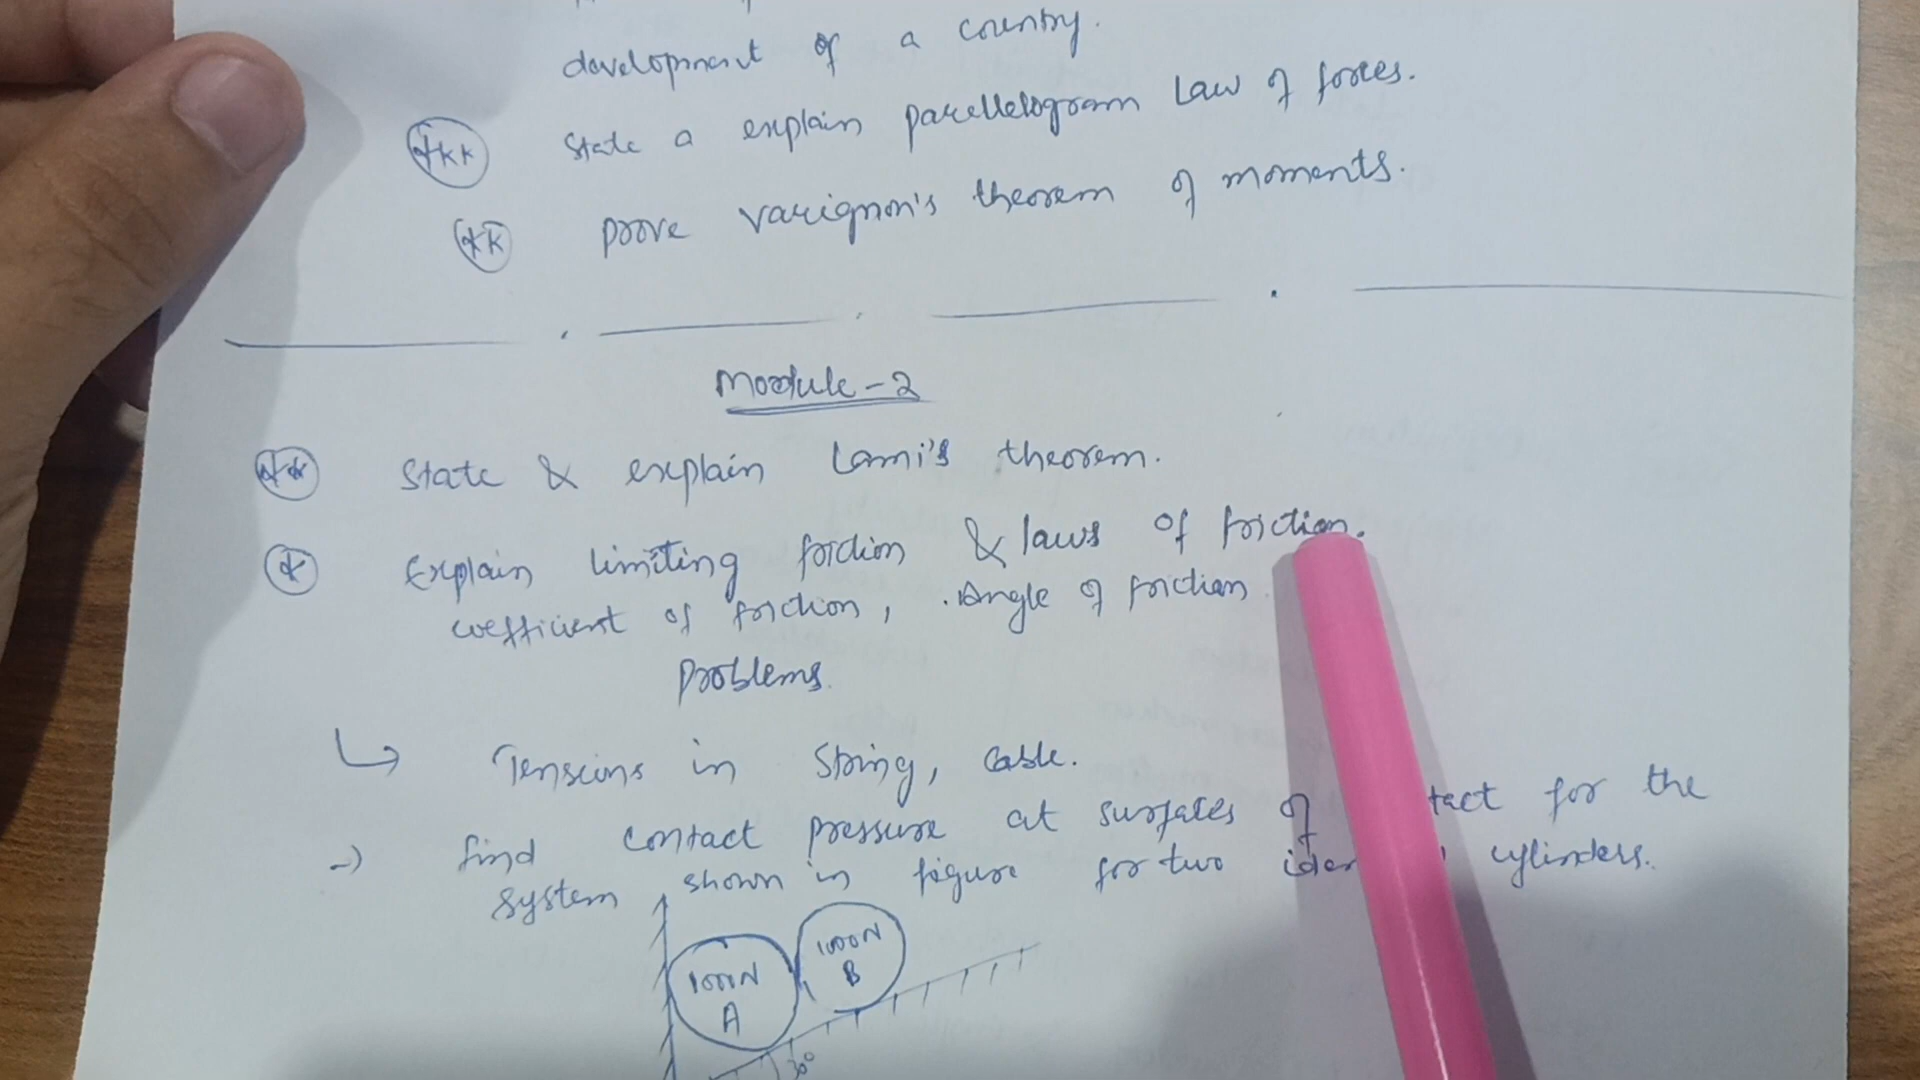 development of a country.
State a explain parellelogram Law of forces.
prove varignon's theorem of moments.
Module-2
State & explain Lami's theorem.
Explain limiting friction & laws of friction.
coefficient of friction, Angle of friction
Problems.
Tensions in String, Cable.
find contact pressure at surfaces of tact for the
system shown in figure for two iden cylinders.
1000N
B
1000N
A
30°